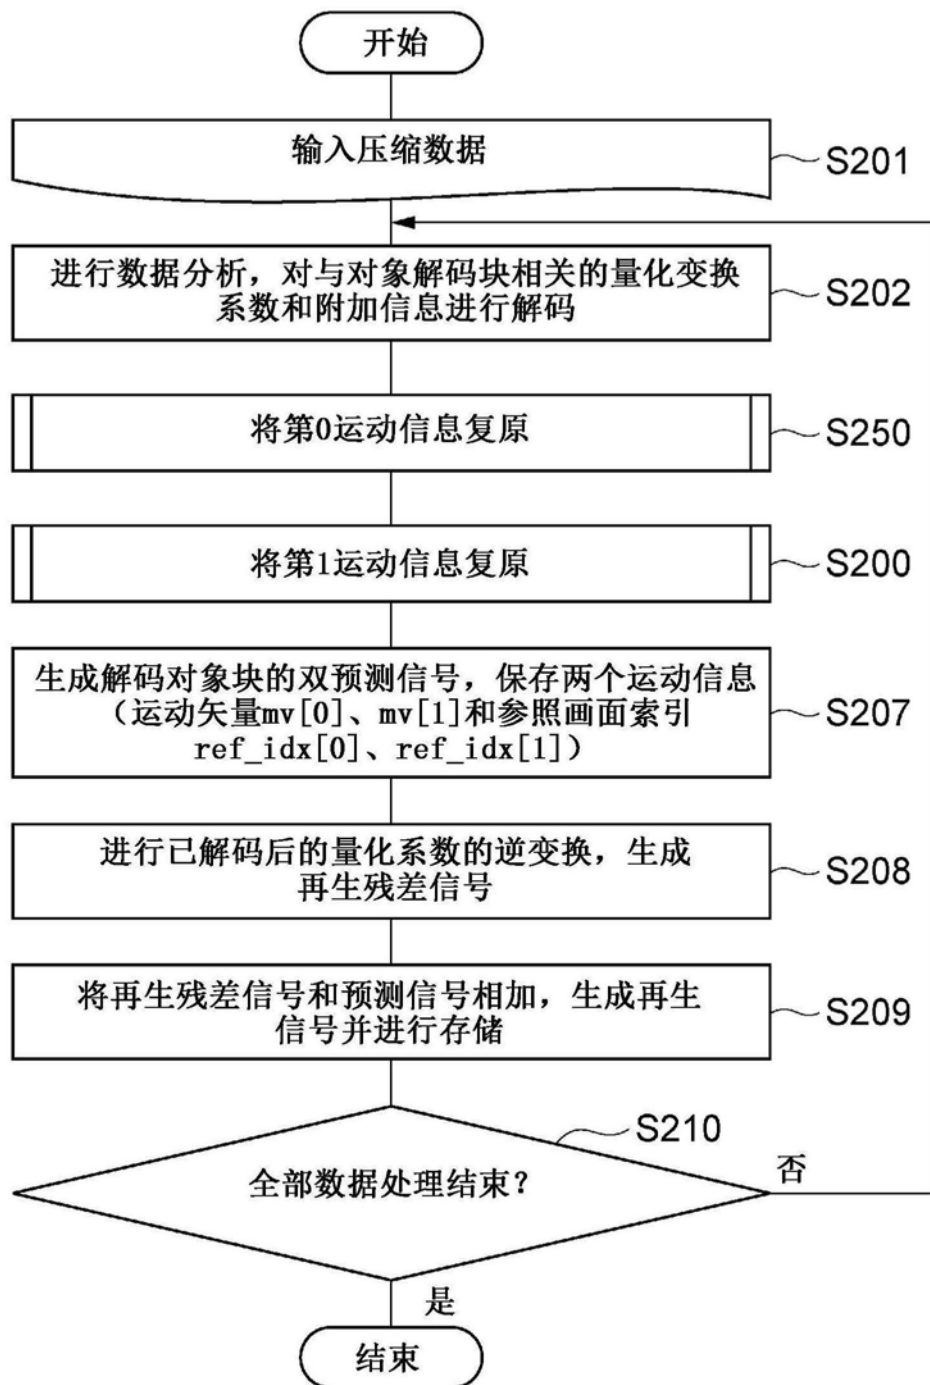 开始
输入压缩数据
S201
进行数据分析，对与对象解码块相关的量化变换
系数和附加信息进行解码
S202
将第0运动信息复原
S250
将第1运动信息复原
S200
生成解码对象块的双预测信号，保存两个运动信息
（运动矢量mv[0]、mv[1]和参照画面索引
ref_idx[0]、ref_idx[1]）
S207
进行已解码后的量化系数的逆变换，生成
再生残差信号
S208
将再生残差信号和预测信号相加，生成再生
信号并进行存储
S209
S210
全部数据处理结束？
否
是
结束